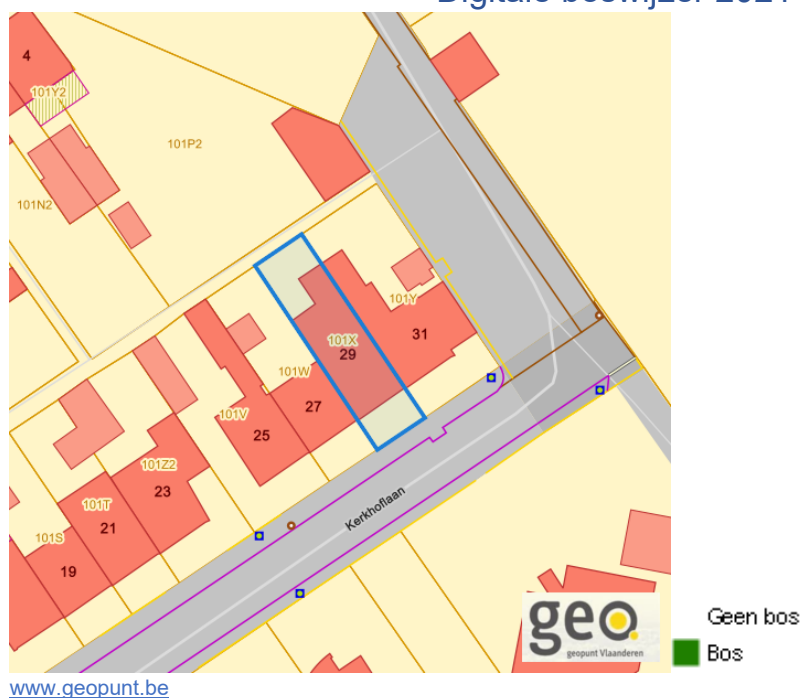 4
101Y2
101P2
101N2
101Y
31
101X
29
101W
27
101V
25
101Z2
23
101T
21
101S
19
Kerkhoflaan
geo
geopunt Vlaanderen
Geen bos
Bos
www.geopunt.be